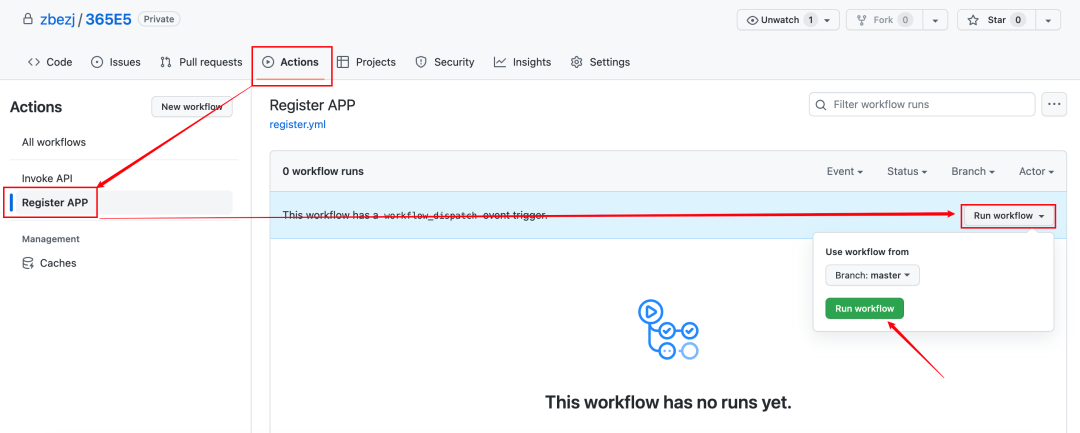 zbezj / 365E5 Private
Unwatch 1 Fork 0 Star 0
Code Issues Pull requests Actions Projects Security Insights Settings
Actions
New workflow
All workflows
Invoke API
Register APP
Management
Caches
Register APP
register.yml
Filter workflow runs
0 workflow runs
Event Status Branch Actor
This workflow has a workflow_dispatch event trigger.
Run workflow
Use workflow from
Branch: master
Run workflow
This workflow has no runs yet.